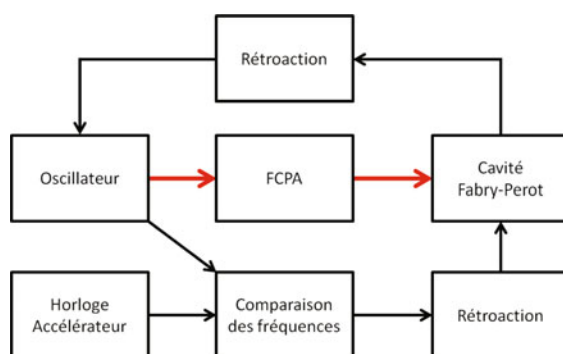 Rétroaction
Oscillateur
FCPA
Cavité
Fabry-Perot
Horloge
Accélérateur
Comparaison
des fréquences
Rétroaction